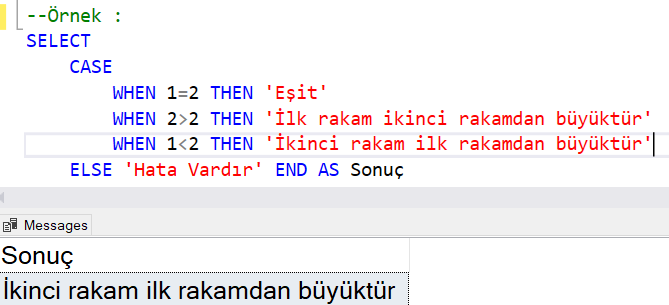 --Örnek :
SELECT
CASE
WHEN 1=2 THEN 'Eşit'
WHEN 2>2 THEN 'İlk rakam ikinci rakamdan büyüktür'
WHEN 1<2 THEN 'İkinci rakam ilk rakamdan büyüktür'
ELSE 'Hata Vardır' END AS Sonuç
Messages
Sonuç
İkinci rakam ilk rakamdan büyüktür